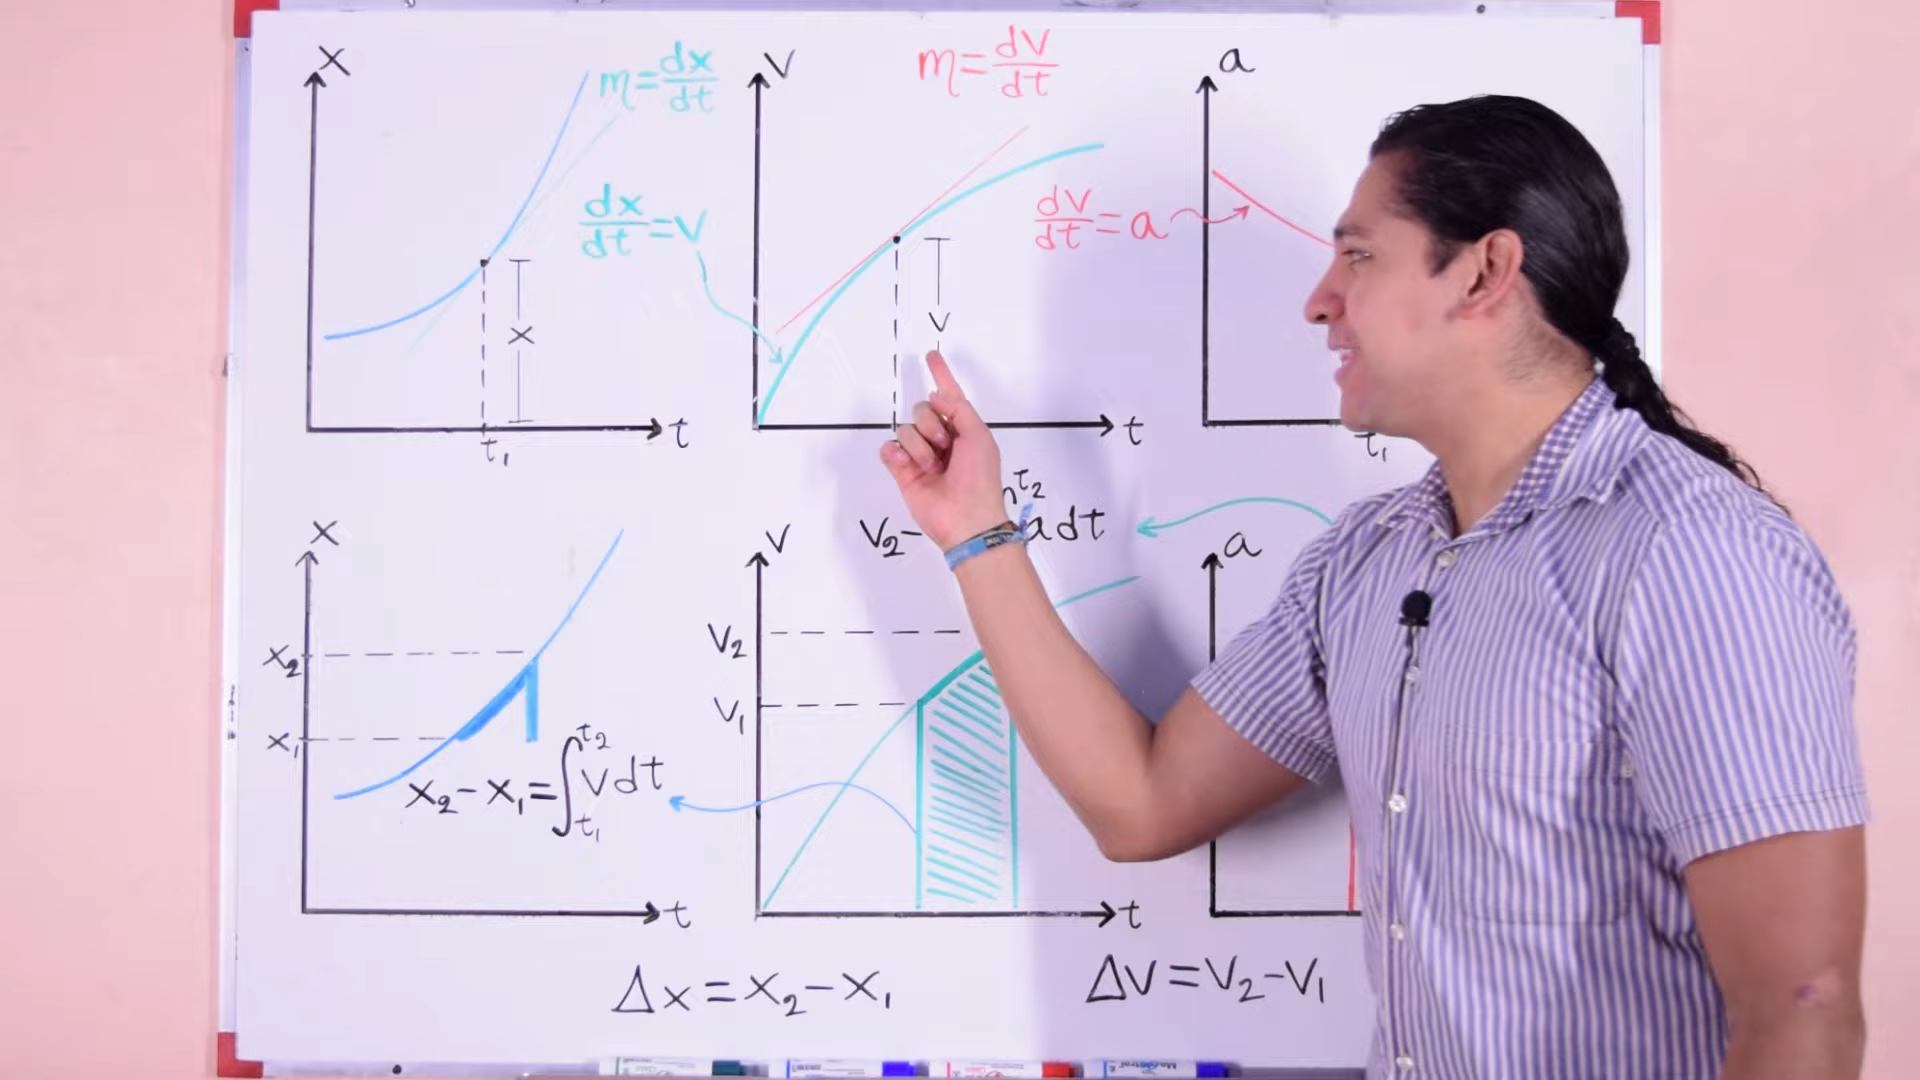 x
m=dx/dt
dx/dt=v
x
t₁
t
v
m=dv/dt
dv/dt=a
v
t
a
t₁
x
x₂
x₁
x₂-x₁=∫t₁t₂ vdt
t
v
v₂-
t₂
adt
v₂
v₁
t
a
Δx=x₂-x₁
Δv=v₂-v₁